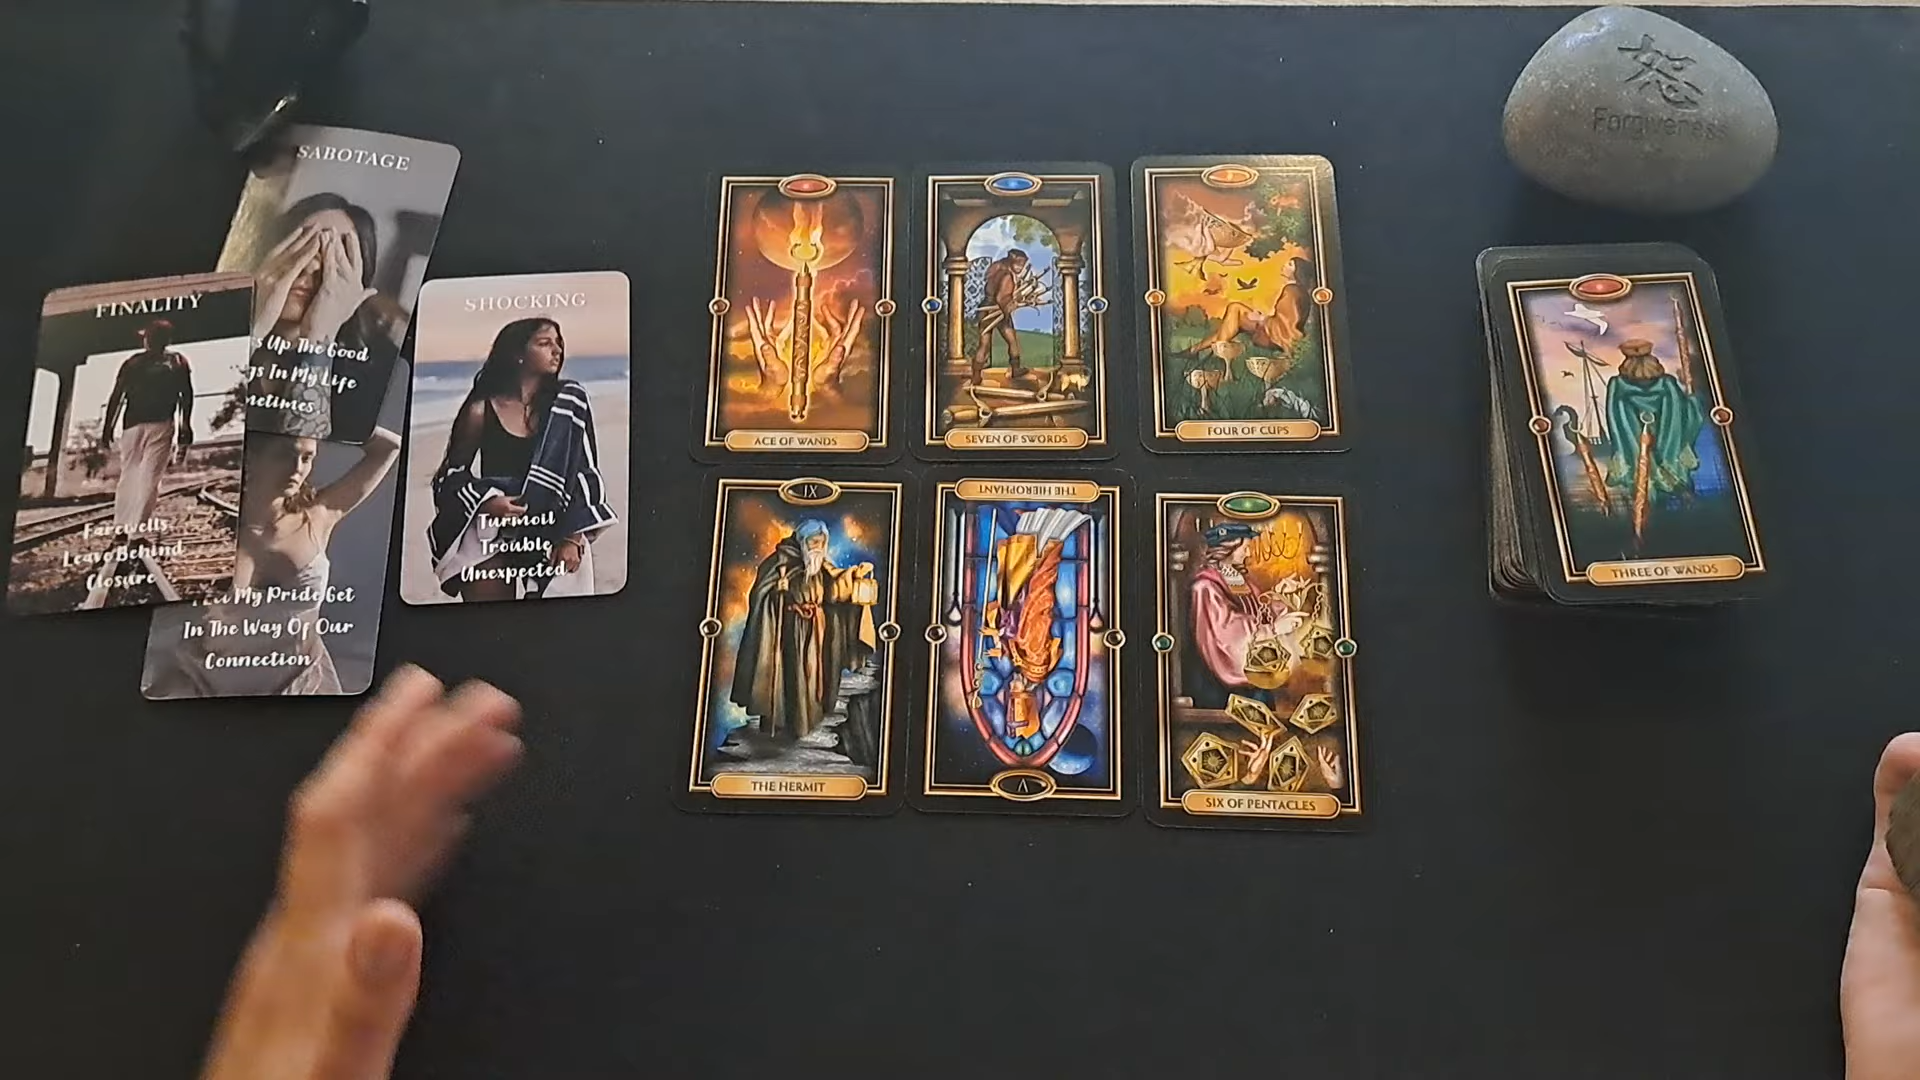 SABOTAGE
s Up The Good
gs In My Life
metimes.
FINALITY
Farewells
Leave Behind
Closure
My Pride Get
In The Way Of Our
Connection.
SHOCKING
Turmoil
Trouble
Unexpected.
ACE OF WANDS
SEVEN OF SWORDS
FOUR OF CUPS
IX
THE HERMIT
THE HIEROPHANT
V
SIX OF PENTACLES
Forgiveness
THREE OF WANDS